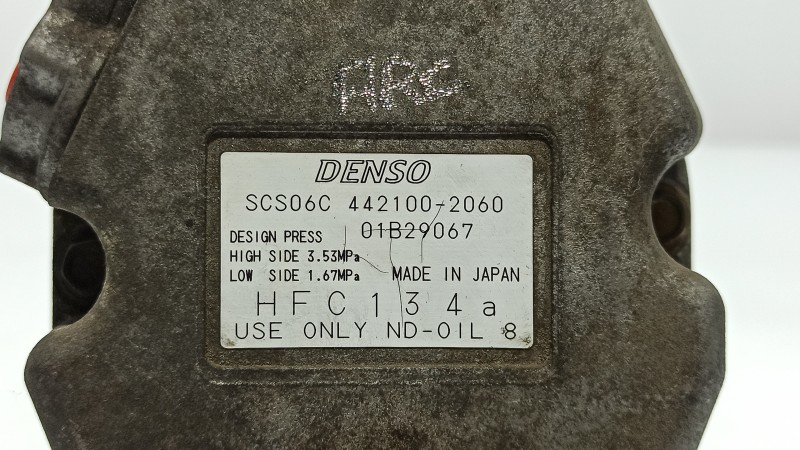 ARC
DENSO
SCS06C 442100-2060
01B29067
DESIGN PRESS
HIGH SIDE 3.53MPa
LOW SIDE 1.67MPa MADE IN JAPAN
HFC134a
USE ONLY ND-OIL 8